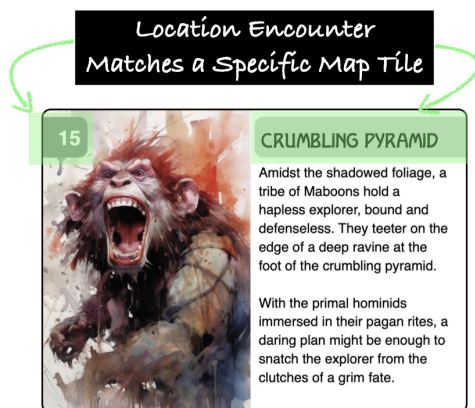 Location Encounter
Matches a Specific Map Tile
15
CRUMBLING PYRAMID
Amidst the shadowed foliage, a
tribe of Maboons hold a
hapless explorer, bound and
defenseless. They teeter on the
edge of a deep ravine at the
foot of the crumbling pyramid.
With the primal hominids
immersed in their pagan rites, a
daring plan might be enough to
snatch the explorer from the
clutches of a grim fate.